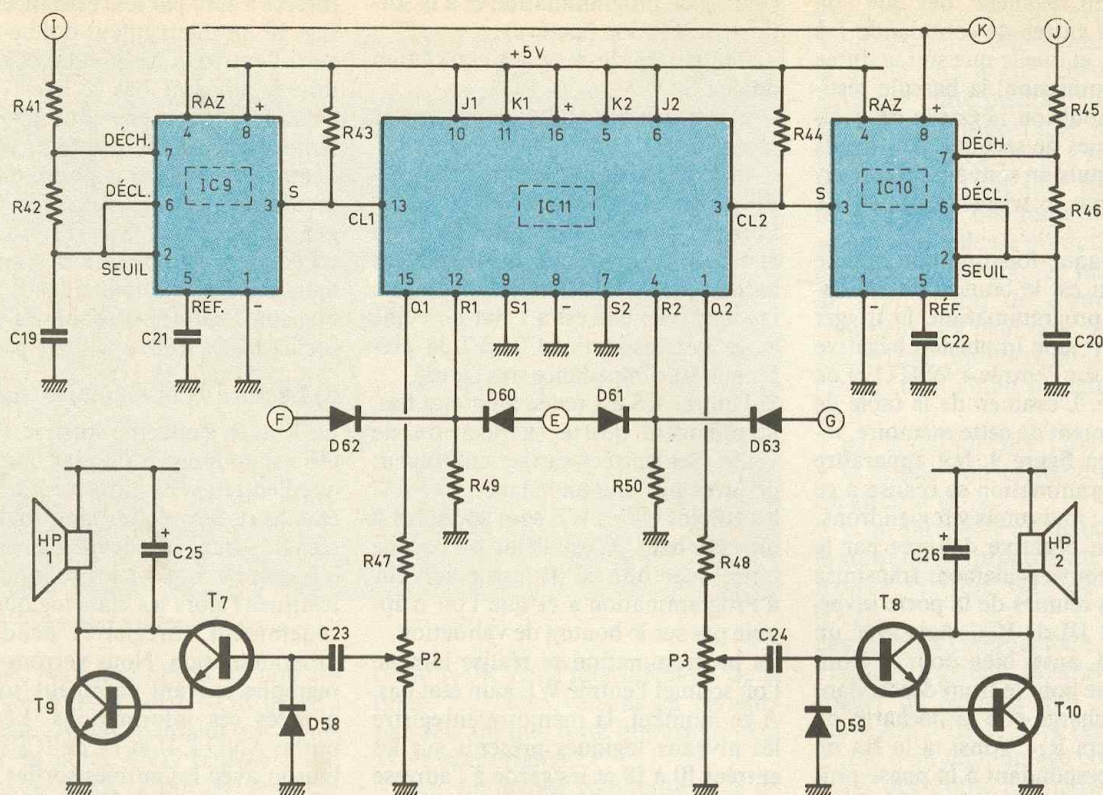 I
K
J
+5V
R41
RAZ
+
J1
K1
+
K2
J2
RAZ
+
R45
4
8
10
11
16
5
6
4
8
DÉCH.
7
R43
R44
7
DÉCH.
R42
DÉCL.
6
IC9
S
3
CL1
13
IC11
3
CL2
S
3
IC10
6
DÉCL.
R46
2
SEUIL
2
SEUIL
5
1
15
12
9
8
7
4
1
1
5
RÉF.
-
Q1
R1
S1
-
S2
R2
Q2
-
RÉF.
C19
C21
C22
C20
F
D62
D60
E
D61
D63
G
R49
R50
HP
1
+
C25
R47
R48
C26
+
HP
2
T7
C23
P2
P3
C24
T8
T9
D58
D59
T10